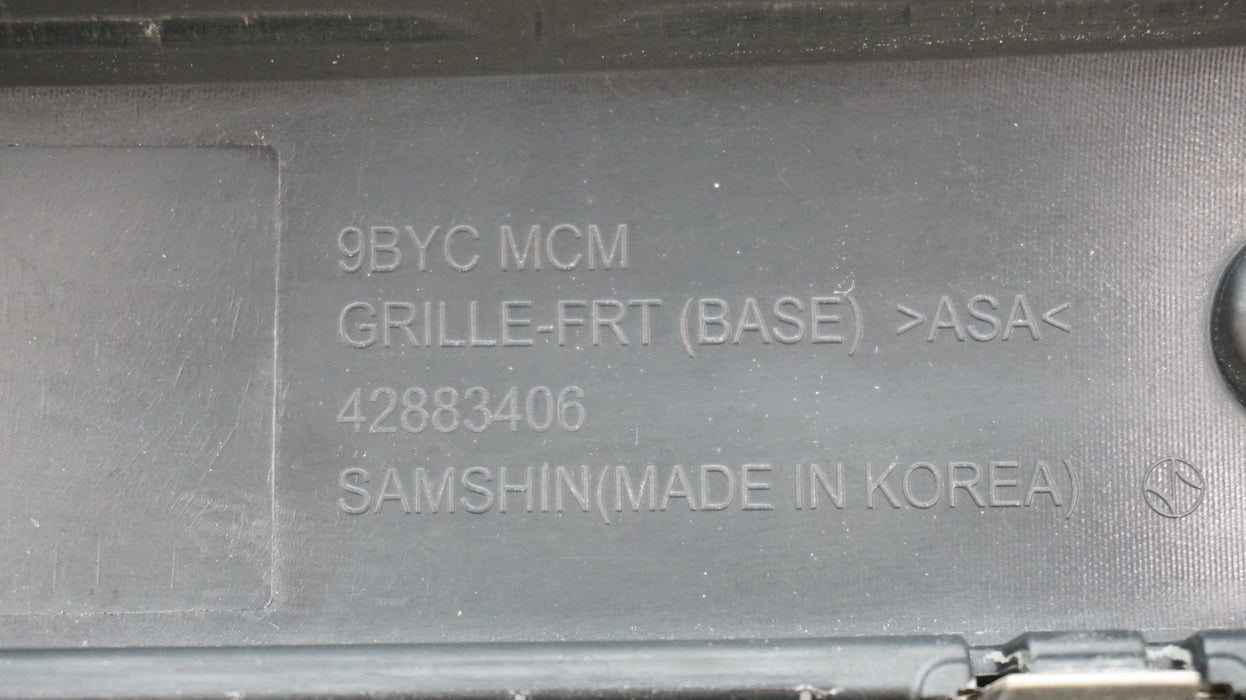 9BYC MCM
GRILLE-FRT (BASE) >ASA<
42883406
SAMSHIN(MADE IN KOREA)